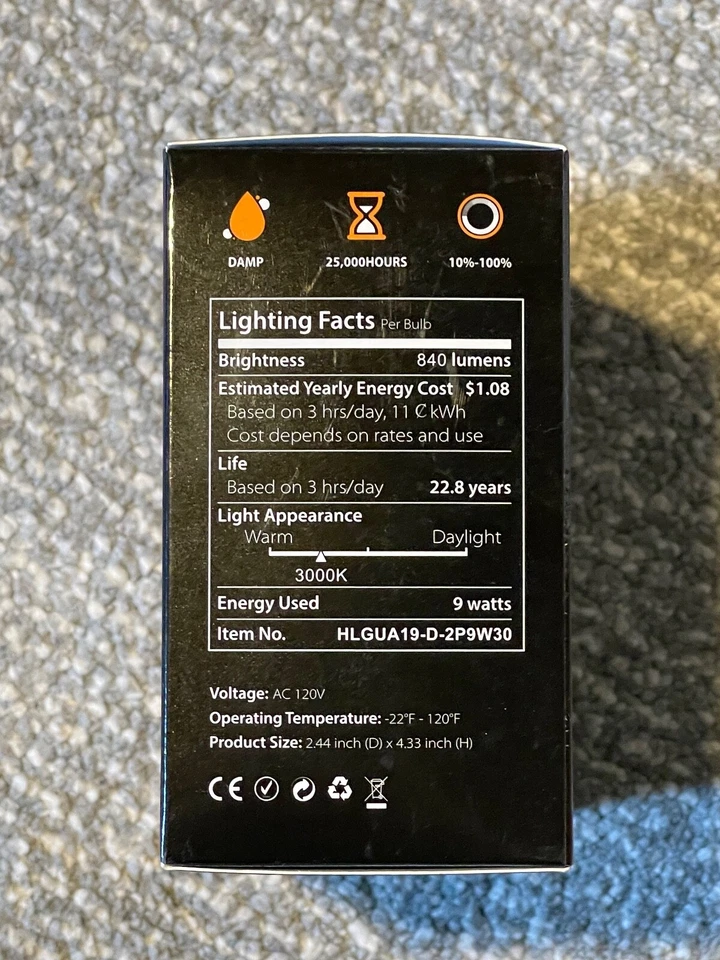 DAMP 25,000HOURS 10%-100%
Lighting Facts Per Bulb
Brightness 840 lumens
Estimated Yearly Energy Cost $1.08
Based on 3 hrs/day, 11 ₵ kWh
Cost depends on rates and use
Life
Based on 3 hrs/day 22.8 years
Light Appearance
Warm Daylight
3000K
Energy Used 9 watts
Item No. HLGUA19-D-2P9W30
Voltage: AC 120V
Operating Temperature: -22°F - 120°F
Product Size: 2.44 inch (D) x 4.33 inch (H)
CE